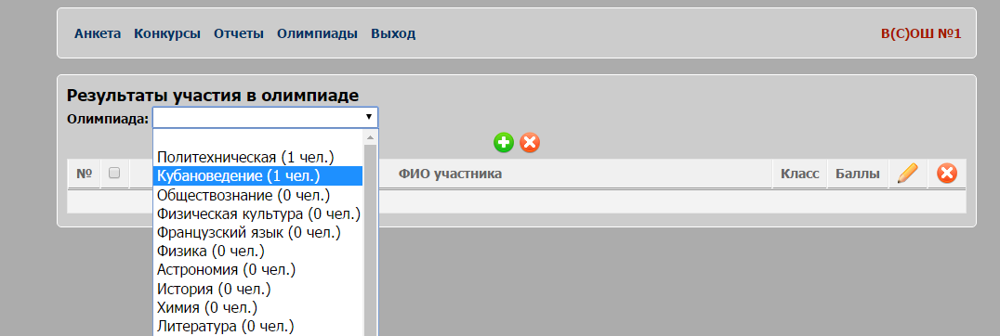 Анкета Конкурсы Отчеты Олимпиады Выход В(С)ОШ №1
Результаты участия в олимпиаде
Олимпиада:
Политехническая (1 чел.)
№ Кубановедение (1 чел.) ФИО участника Класс Баллы
Обществознание (0 чел.)
Физическая культура (0 чел.)
Французский язык (0 чел.)
Физика (0 чел.)
Астрономия (0 чел.)
История (0 чел.)
Химия (0 чел.)
Литература (0 чел.)